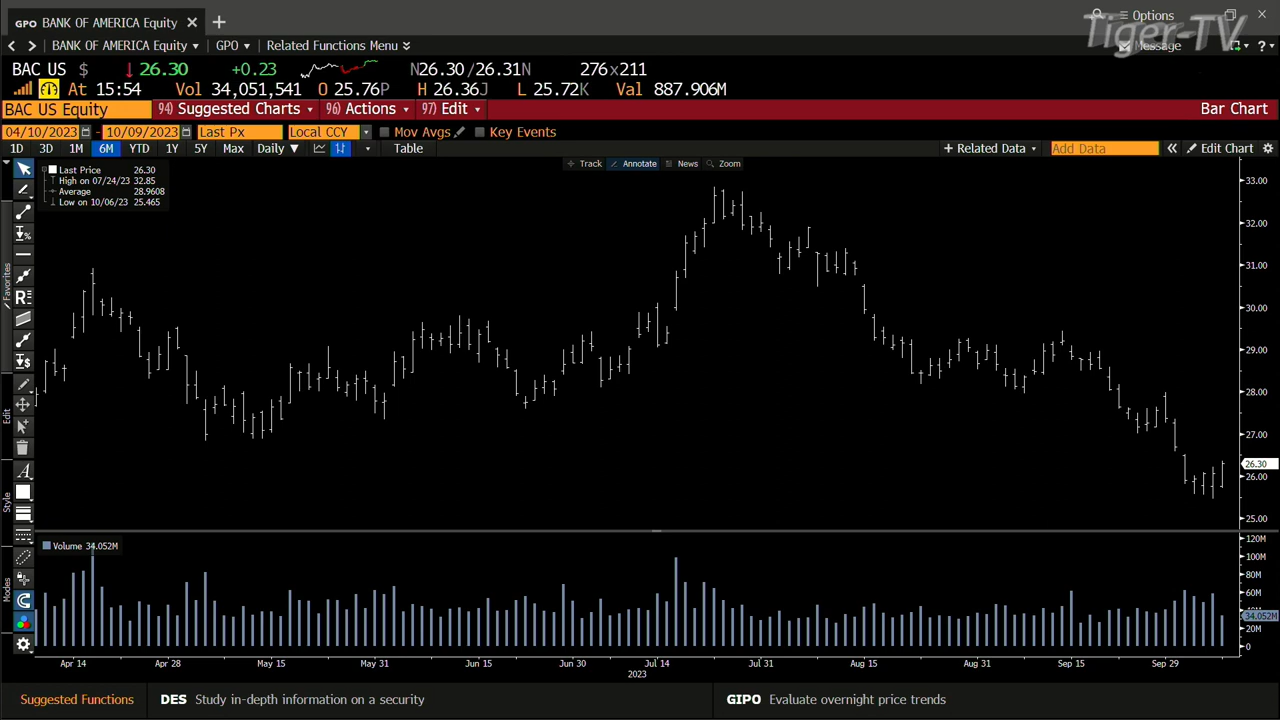 GPO BANK OF AMERICA Equity
Options
Tiger-TV
BANK OF AMERICA Equity GPO Related Functions Menu
Message ?
BAC US $ 26.30 +0.23 N26.30/26.31N 276x211
At 15:54 Vol 34,051,541 O 25.76P H 26.36J L 25.72K Val 887.906M
BAC US Equity 94) Suggested Charts 96) Actions 97) Edit Bar Chart
04/10/2023 - 10/09/2023 Last Px Local CCY Mov Avgs Key Events
1D 3D 1M 6M YTD 1Y 5Y Max Daily Table + Related Data Add Data Edit Chart
Track Annotate News Zoom
Last Price 26.30
High on 07/24/23 32.85
Average 28.9608
Low on 10/06/23 25.465
33.00
32.00
31.00
30.00
29.00
28.00
27.00
26.30
26.00
25.00
Favorites
Edit
Style
Modes
Volume 34.052M
120M
100M
80M
60M
34.052M
20M
0
Apr 14 Apr 28 May 15 May 31 Jun 15 Jun 30 Jul 14 Jul 31 Aug 15 Aug 31 Sep 15 Sep 29
2023
Suggested Functions DES Study in-depth information on a security GIPO Evaluate overnight price trends